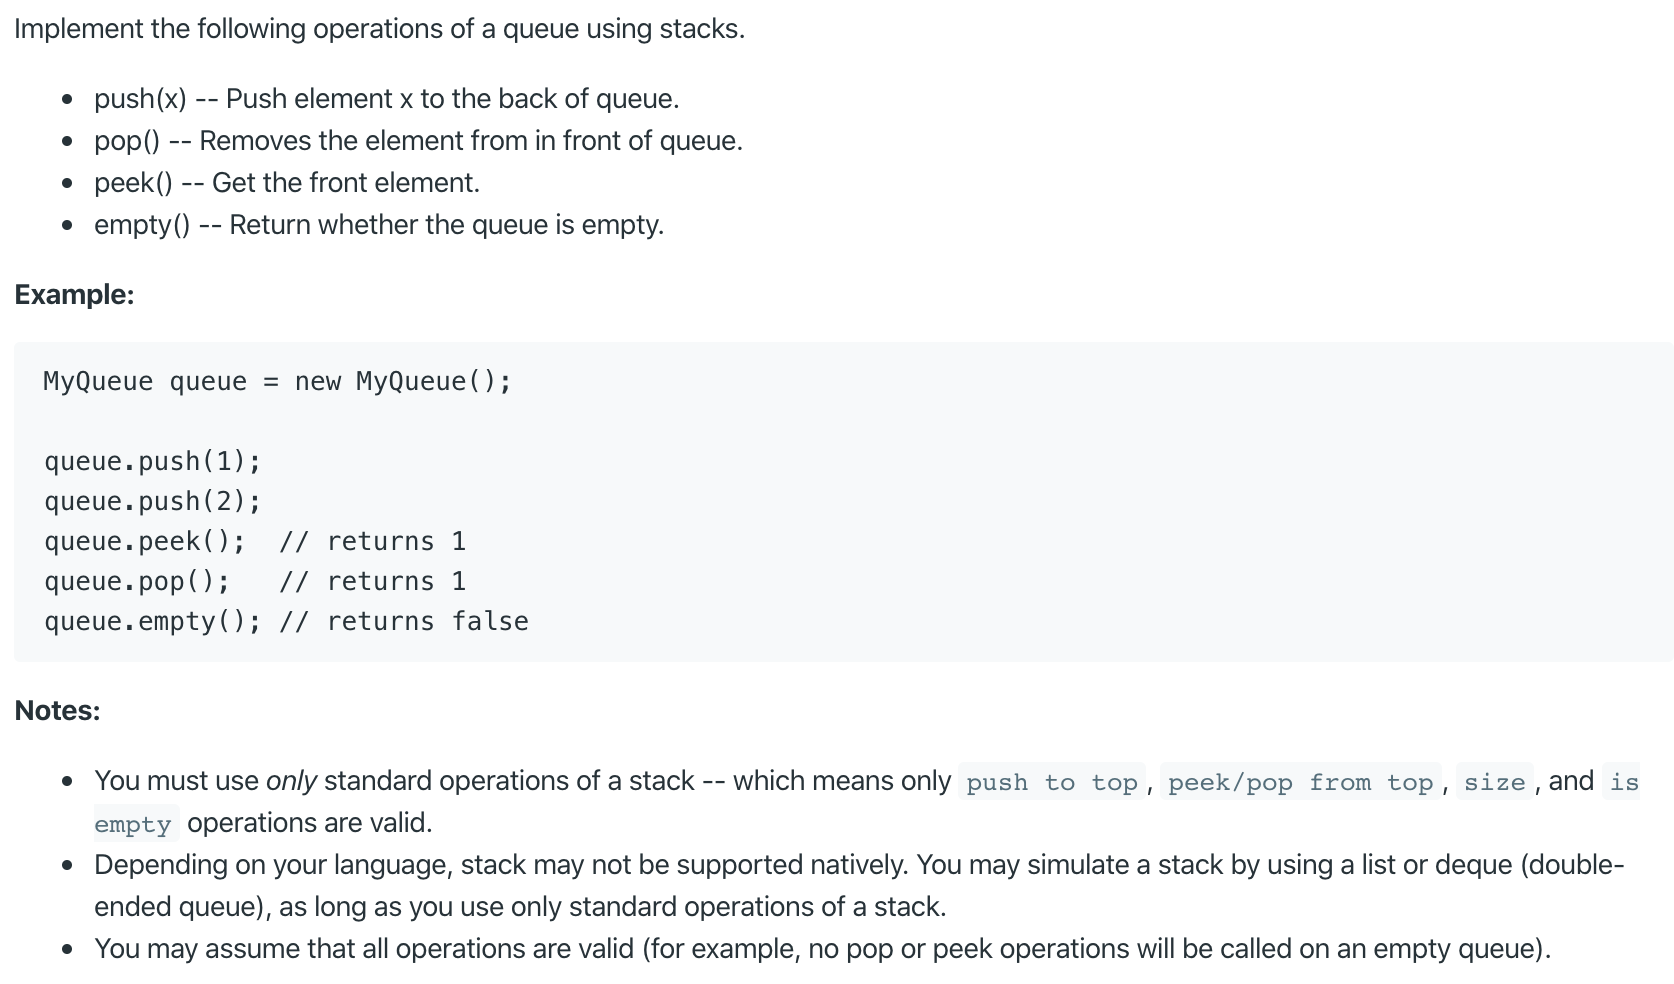 Implement the following operations of a queue using stacks.
• push(x) -- Push element x to the back of queue.
• pop() -- Removes the element from in front of queue.
• peek() -- Get the front element.
• empty() -- Return whether the queue is empty.
Example:
MyQueue queue = new MyQueue();
queue.push(1);
queue.push(2);
queue.peek();  // returns 1
queue.pop();   // returns 1
queue.empty(); // returns false
Notes:
• You must use only standard operations of a stack -- which means only push to top, peek/pop from top, size, and is
empty operations are valid.
• Depending on your language, stack may not be supported natively. You may simulate a stack by using a list or deque (double-
ended queue), as long as you use only standard operations of a stack.
• You may assume that all operations are valid (for example, no pop or peek operations will be called on an empty queue).